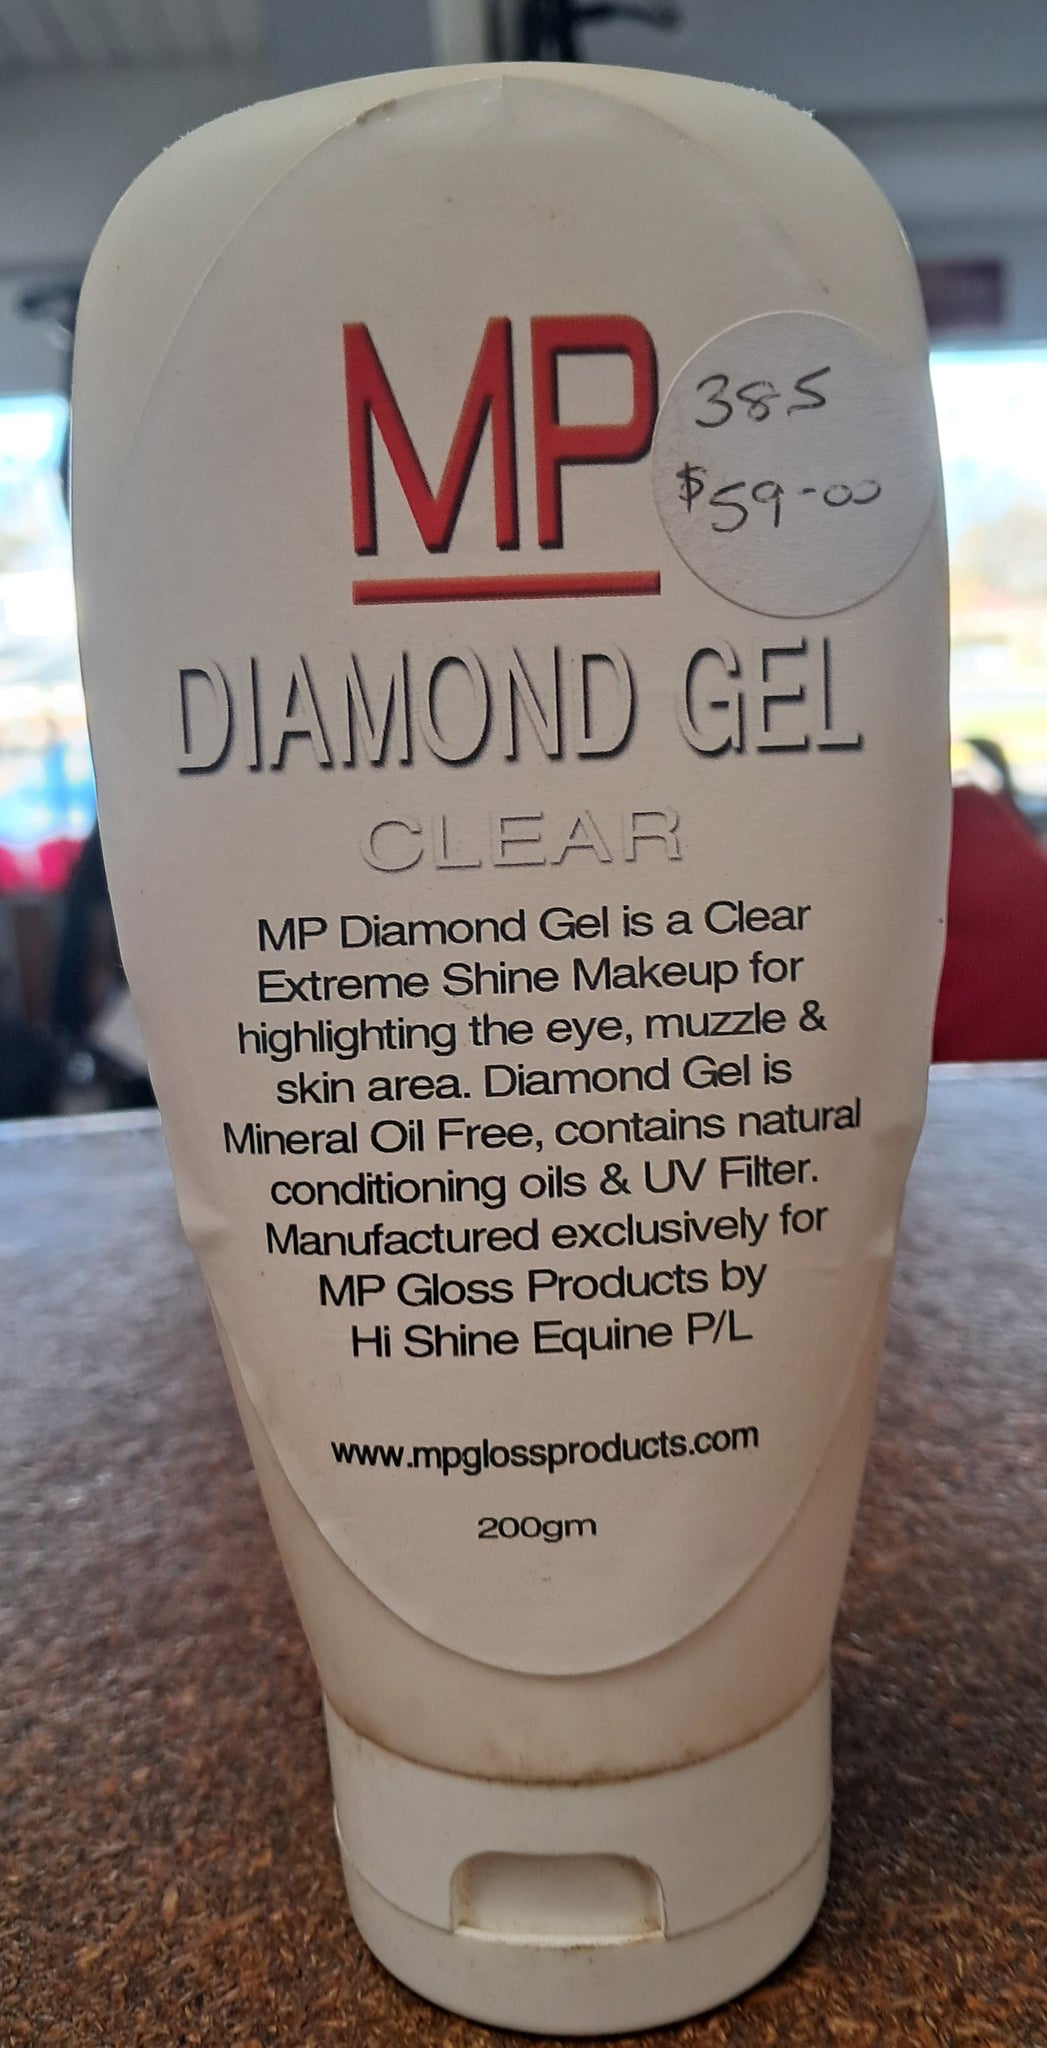 MP
385
$59-00
DIAMOND GEL
CLEAR
MP Diamond Gel is a Clear
Extreme Shine Makeup for
highlighting the eye, muzzle &
skin area. Diamond Gel is
Mineral Oil Free, contains natural
conditioning oils & UV Filter.
Manufactured exclusively for
MP Gloss Products by
Hi Shine Equine P/L
www.mpglossproducts.com
200gm